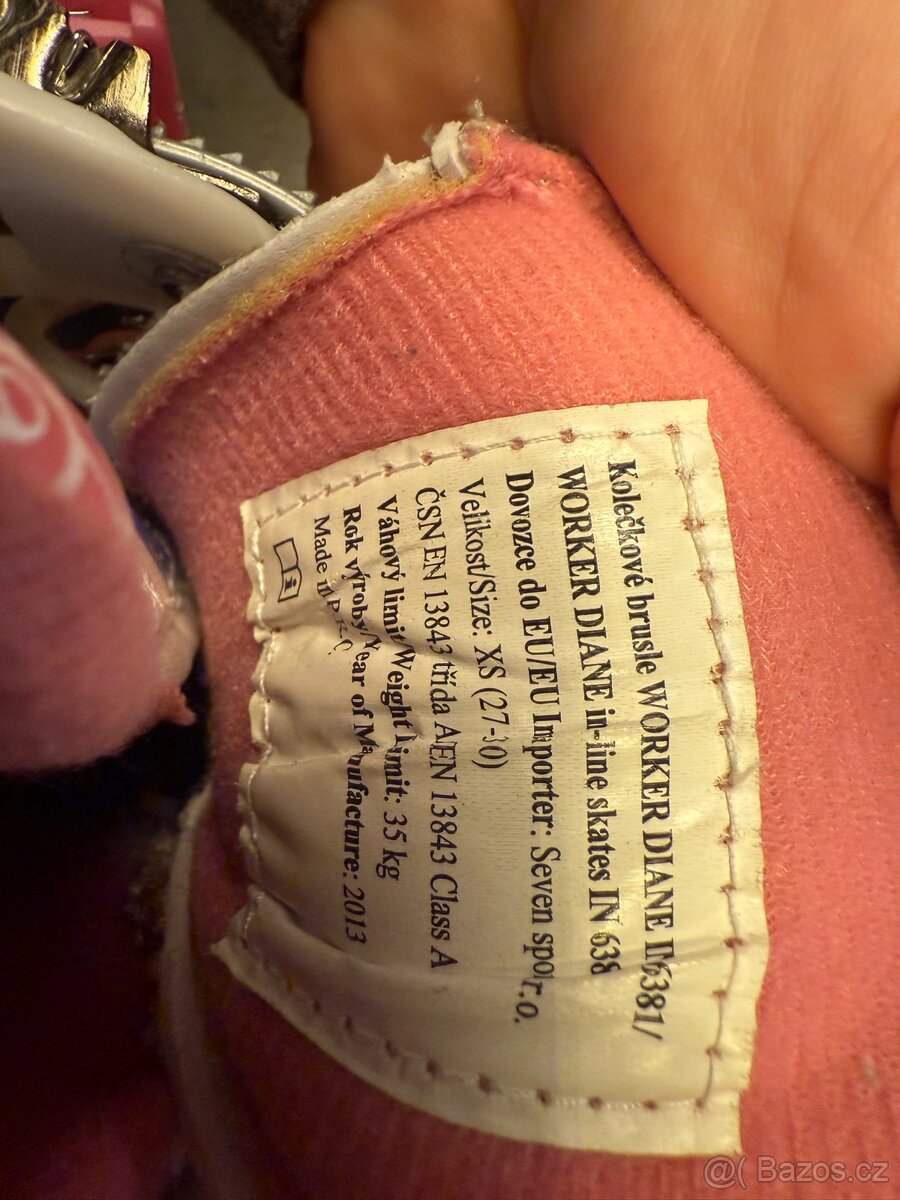 Kolečkové brusle WORKER DIANE IN6381/
WORKER DIANE in-line skates IN 638
Dovozce do EU/EU Importer: Seven spol r.o.
Velikost/Size: XS (27-30)
ČSN EN 13843 třída A/EN 13843 Class A
Váhový limit/Weight Limit: 35 kg
Rok výroby/Year of Manufacture: 2013
Made in P.R.C
@( Bazos.cz